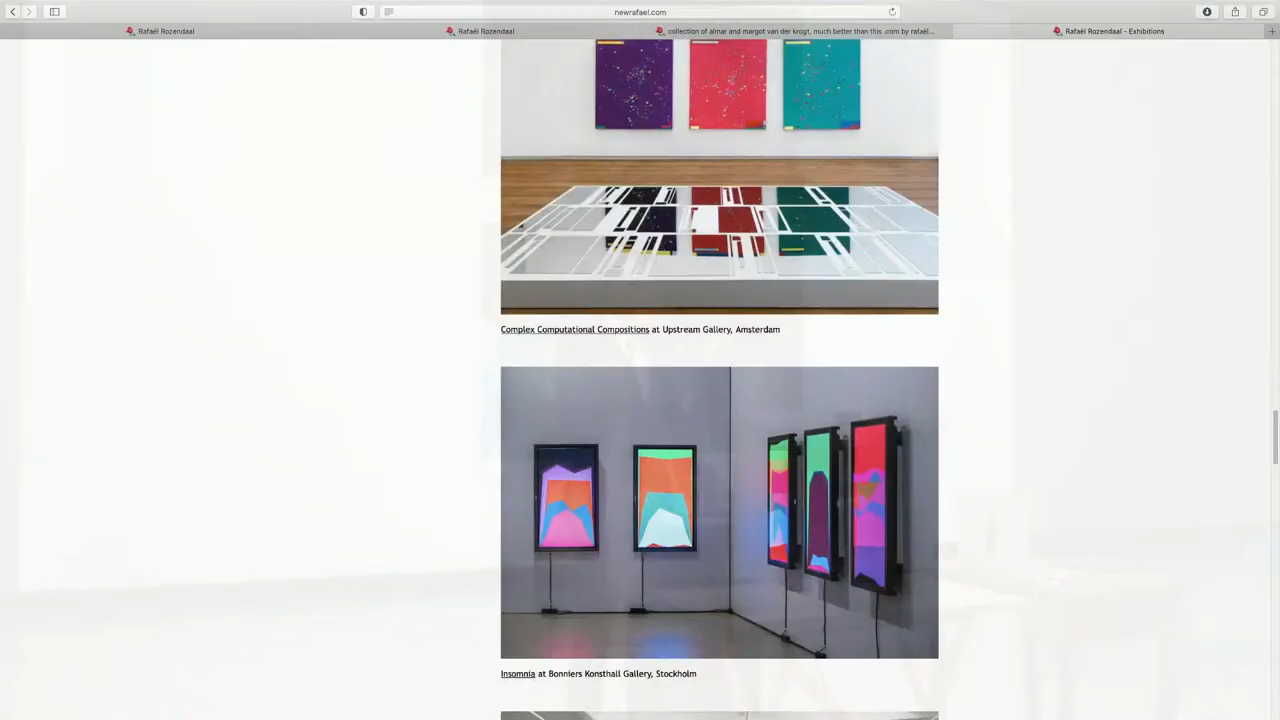 newrafael.com
Rafaël Rozendaal
Rafaël Rozendaal
collection of almar and margot van der krogt, much better than this .com by rafaël...
Rafaël Rozendaal - Exhibitions
Complex Computational Compositions at Upstream Gallery, Amsterdam
Insomnia at Bonniers Konsthall Gallery, Stockholm